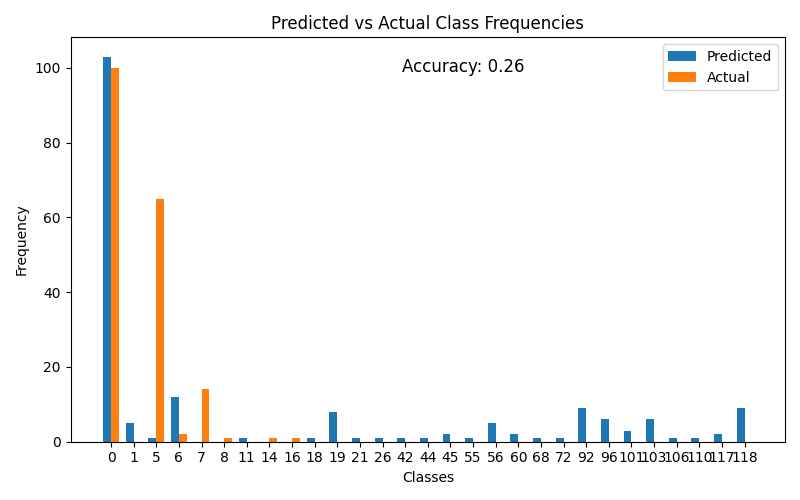 Predicted vs Actual Class Frequencies
Accuracy: 0.26
Predicted
Actual
Frequency
100
80
60
40
20
0
0 1 5 6 7 8 11 14 16 18 19 21 26 42 44 45 55 56 60 68 72 92 96 101 103 106 110 117 118
Classes